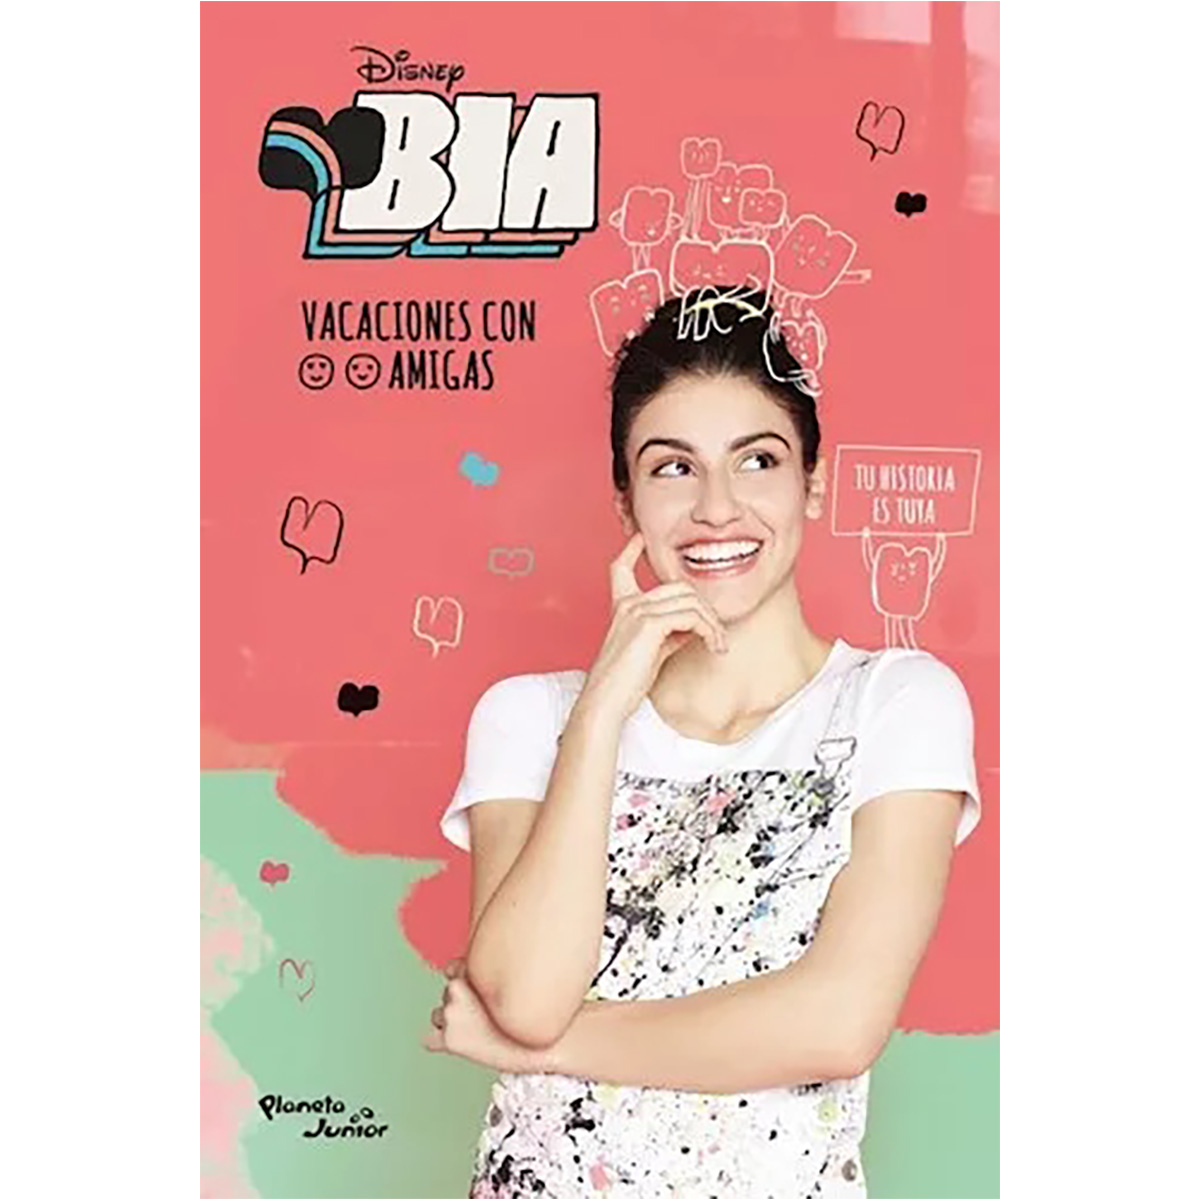 Disney
BIA
VACACIONES CON
AMIGAS
TU HISTORIA
ES TUYA
Planeta
Junior